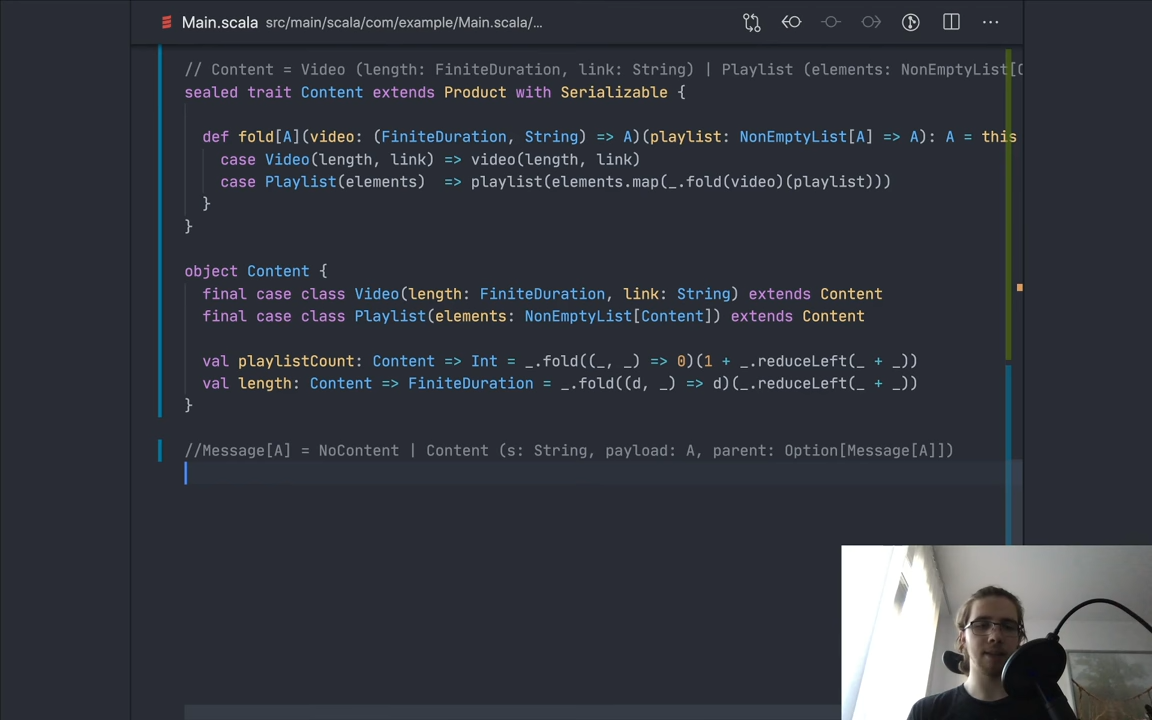 Main.scala src/main/scala/com/example/Main.scala/...
// Content = Video (length: FiniteDuration, link: String) | Playlist (elements: NonEmptyList[C
sealed trait Content extends Product with Serializable {
def fold[A](video: (FiniteDuration, String) => A)(playlist: NonEmptyList[A] => A): A = this
case Video(length, link) => video(length, link)
case Playlist(elements)  => playlist(elements.map(_.fold(video)(playlist)))
}
}
object Content {
final case class Video(length: FiniteDuration, link: String) extends Content
final case class Playlist(elements: NonEmptyList[Content]) extends Content
val playlistCount: Content => Int = _.fold((_, _) => 0)(1 + _.reduceLeft(_ + _))
val length: Content => FiniteDuration = _.fold((d, _) => d)(_.reduceLeft(_ + _))
}
//Message[A] = NoContent | Content (s: String, payload: A, parent: Option[Message[A]])